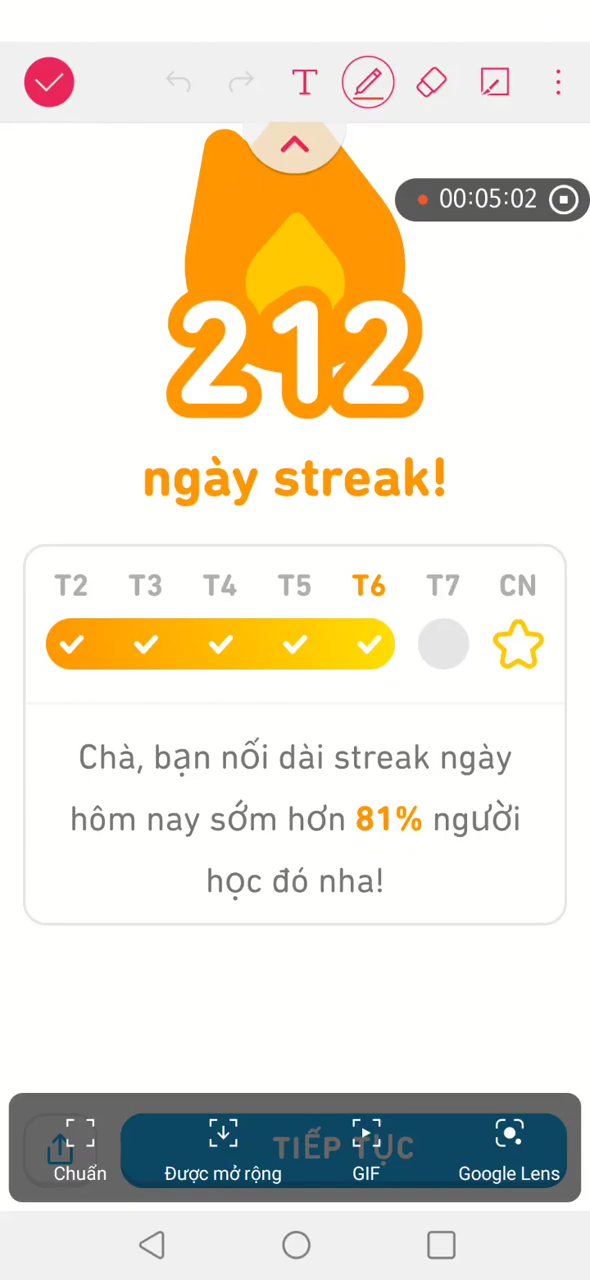 T
00:05:02
212
ngày streak!
T2 T3 T4 T5 T6 T7 CN
Chà, bạn nối dài streak ngày
hôm nay sớm hơn 81% người
học đó nha!
TIẾP TỤC
Chuẩn Được mở rộng GIF Google Lens